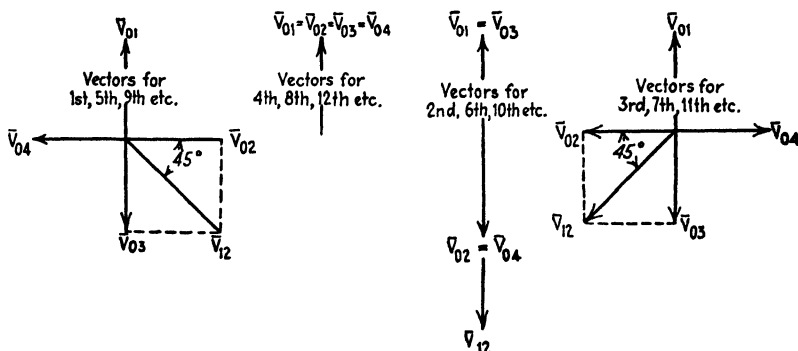 V̄₀₁
Vectors for
1st, 5th, 9th etc.
V̄₀₄
V̄₀₂
45°
V̄₀₃
V̄₁₂
V̄₀₁ = V̄₀₂ = V̄₀₃ = V̄₀₄
Vectors for
4th, 8th, 12th etc.
V̄₀₁ = V̄₀₃
Vectors for
2nd, 6th, 10th etc.
V̄₀₂ = V̄₀₄
V̄₁₂
V̄₀₁
Vectors for
3rd, 7th, 11th etc.
V̄₀₂
V̄₀₄
45°
V̄₁₂
V̄₀₃